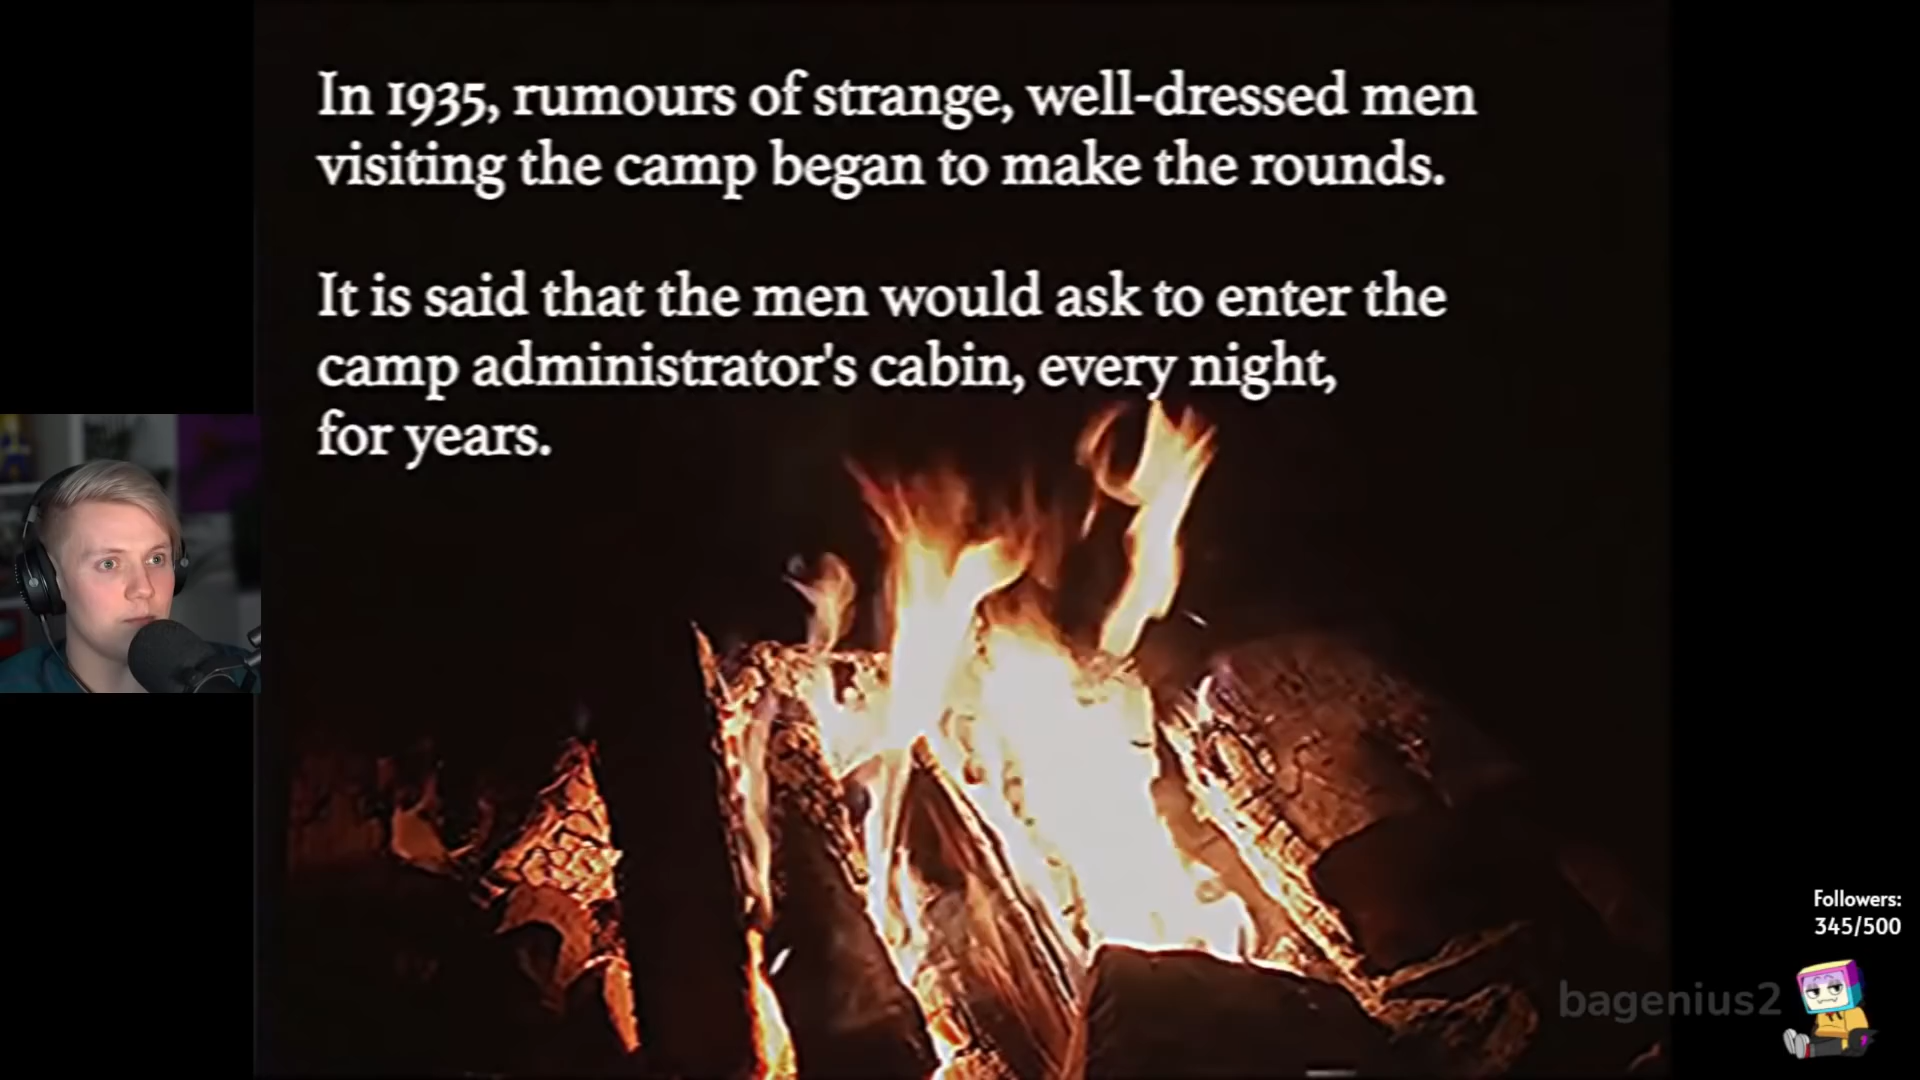 In 1935, rumours of strange, well-dressed men
visiting the camp began to make the rounds.
It is said that the men would ask to enter the
camp administrator's cabin, every night,
for years.
Followers:
345/500
bagenius2